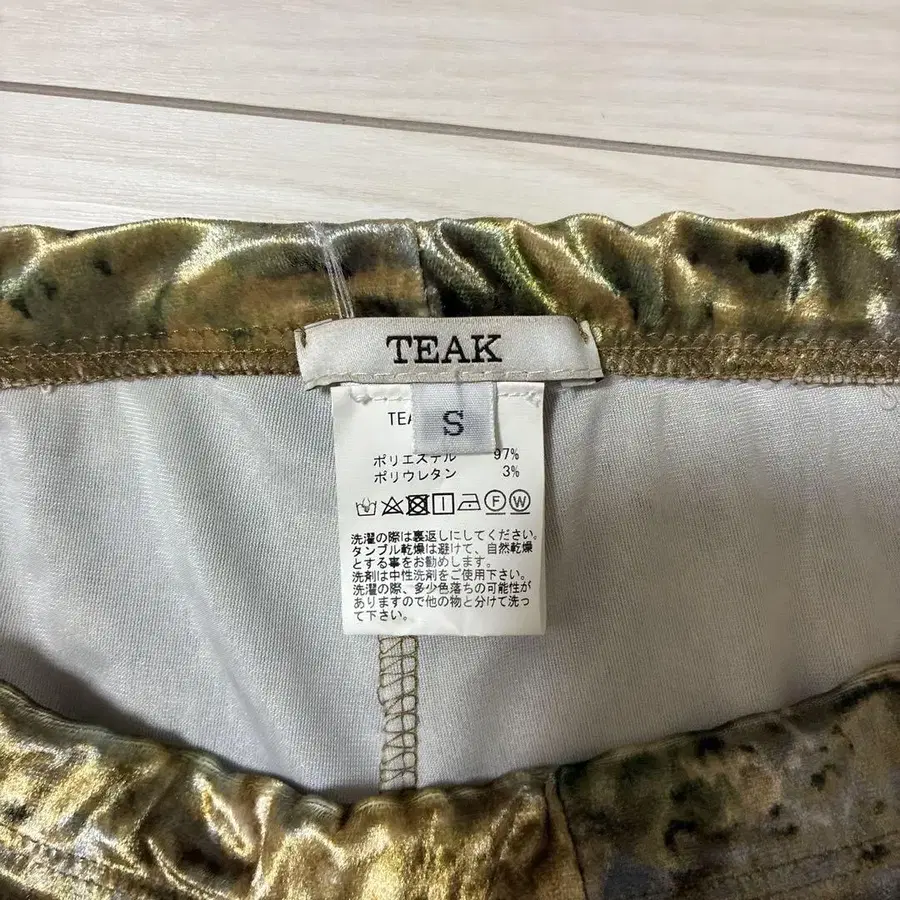 TEAK
S
TEA
ポリエステル 97%
ポリウレタン 3%
F W
洗濯の際は裏返しにしてください。
タンブル乾燥は避けて、自然乾燥
とする事をお勧めします。
洗剤は中性洗剤をご使用下さい。
洗濯の際、多少色落ちの可能性が
ありますので他の物と分けて洗っ
て下さい。